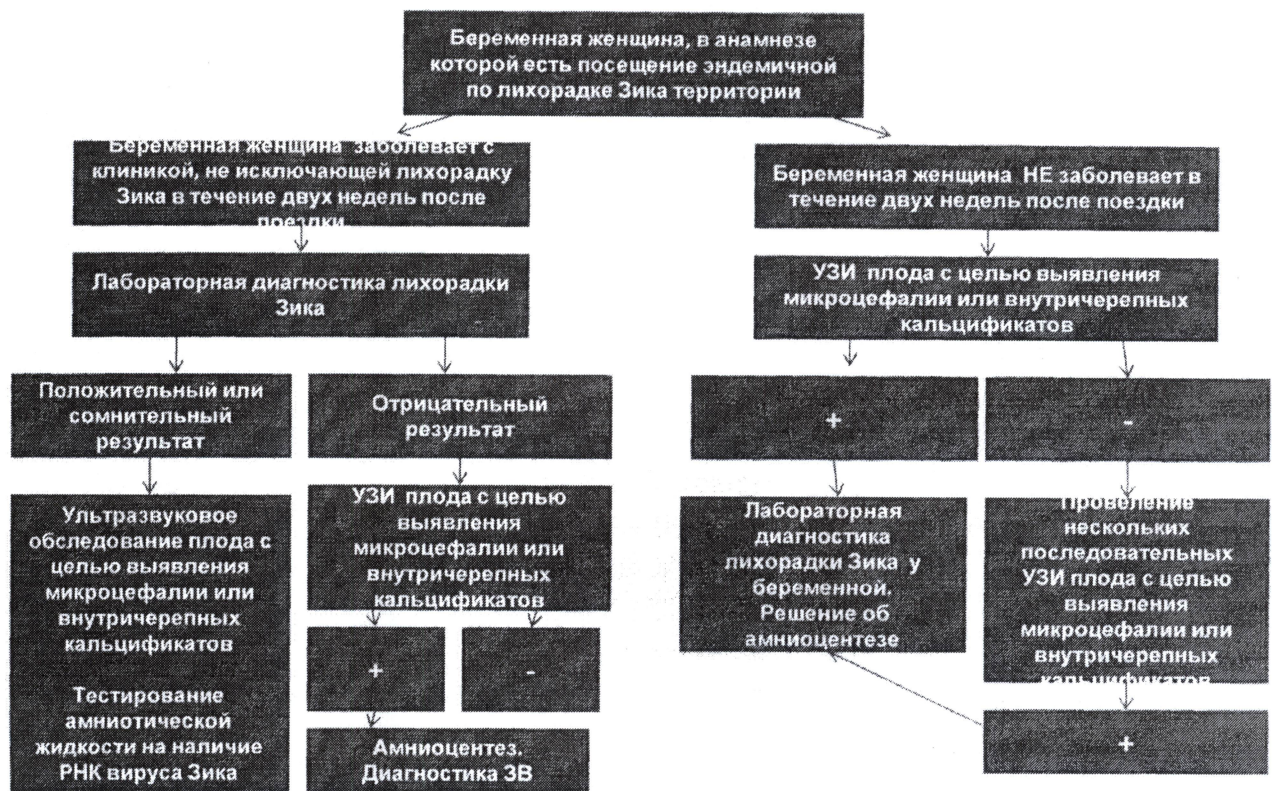 Беременная женщина, в анамнезе
которой есть посещение эндемичной
по лихорадке Зика территории
Беременная женщина заболевает с
клиникой, не исключающей лихорадку
Зика в течение двух недель после
поездки
Беременная женщина НЕ заболевает в
течение двух недель после поездки
Лабораторная диагностика лихорадки
Зика
УЗИ плода с целью выявления
микроцефалии или внутричерепных
кальцификатов
Положительный или
сомнительный
результат
Отрицательный
результат
+
-
Ультразвуковое
обследование плода с
целью выявления
микроцефалии или
внутричерепных
кальцификатов
Тестирование
амниотической
жидкости на наличие
РНК вируса Зика
УЗИ плода с целью
выявления
микроцефалии или
внутричерепных
кальцификатов
+
-
Амниоцентез.
Диагностика ЗВ
Лабораторная
диагностика
лихорадки Зика у
беременной.
Решение об
амниоцентезе
Проведение
нескольких
последовательных
УЗИ плода с целью
выявления
микроцефалии или
внутричерепных
кальцификатов
+